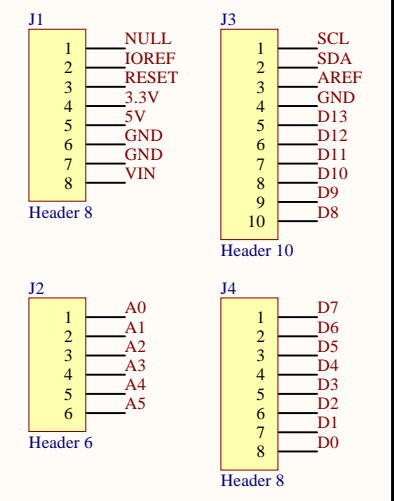 J1
1 NULL
2 IOREF
3 RESET
4 3.3V
5 5V
6 GND
7 GND
8 VIN
Header 8
J3
1 SCL
2 SDA
3 AREF
4 GND
5 D13
6 D12
7 D11
8 D10
9 D9
10 D8
Header 10
J2
1 A0
2 A1
3 A2
4 A3
5 A4
6 A5
Header 6
J4
1 D7
2 D6
3 D5
4 D4
5 D3
6 D2
7 D1
8 D0
Header 8